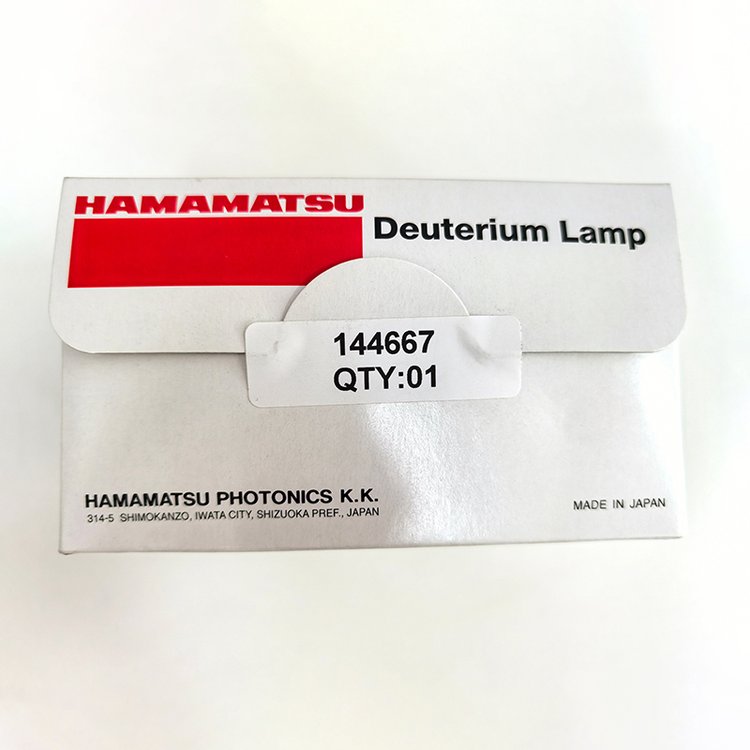 HAMAMATSU
Deuterium Lamp
144667
QTY:01
HAMAMATSU PHOTONICS K.K.
314-5 SHIMOKANZO, IWATA CITY, SHIZUOKA PREF., JAPAN
MADE IN JAPAN